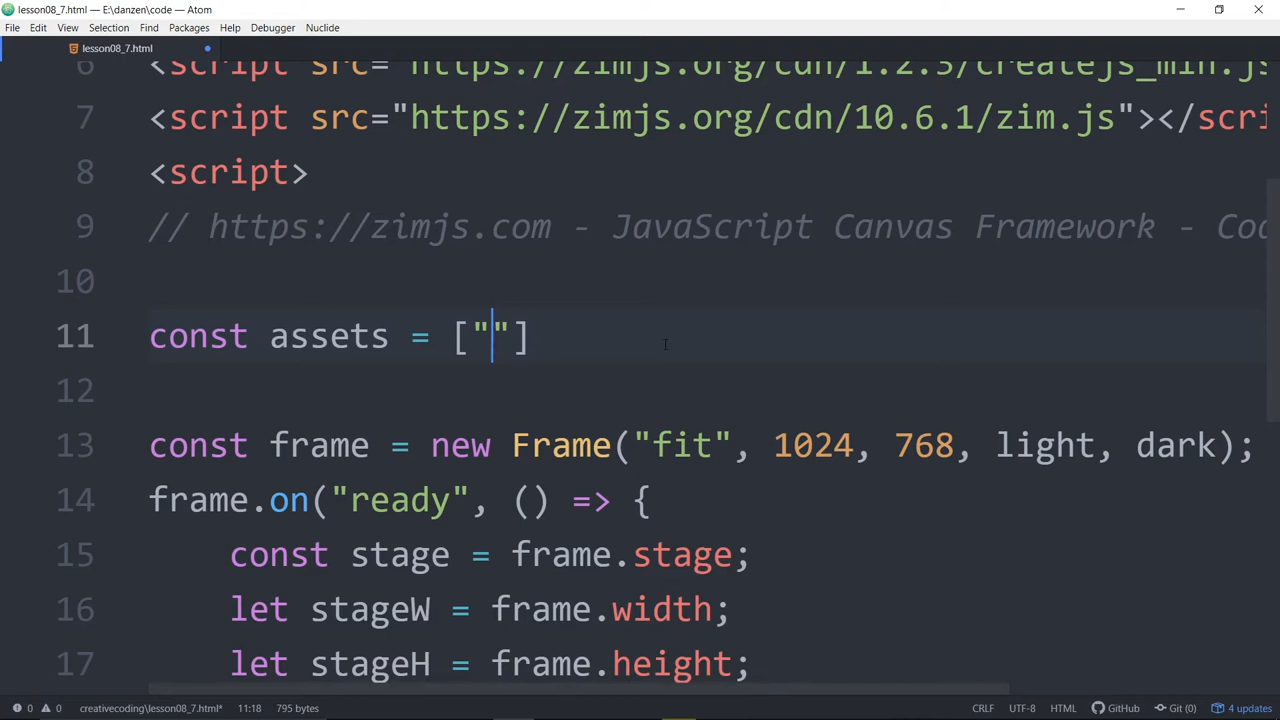 lesson08_7.html — E:\danzen\code — Atom
File Edit View Selection Find Packages Help Debugger Nuclide
lesson08_7.html
6 <script src="https://zimjs.org/cdn/1.2.3/createjs_min.js
7 <script src="https://zimjs.org/cdn/10.6.1/zim.js"></scri
8 <script>
9 // https://zimjs.com - JavaScript Canvas Framework - Cod
10
11 const assets = [""]
12
13 const frame = new Frame("fit", 1024, 768, light, dark);
14 frame.on("ready", () => {
15 const stage = frame.stage;
16 let stageW = frame.width;
17 let stageH = frame.height;
0 0 creativecoding\lesson08_7.html* 11:18 795 bytes CRLF UTF-8 HTML GitHub Git (0) 4 updates